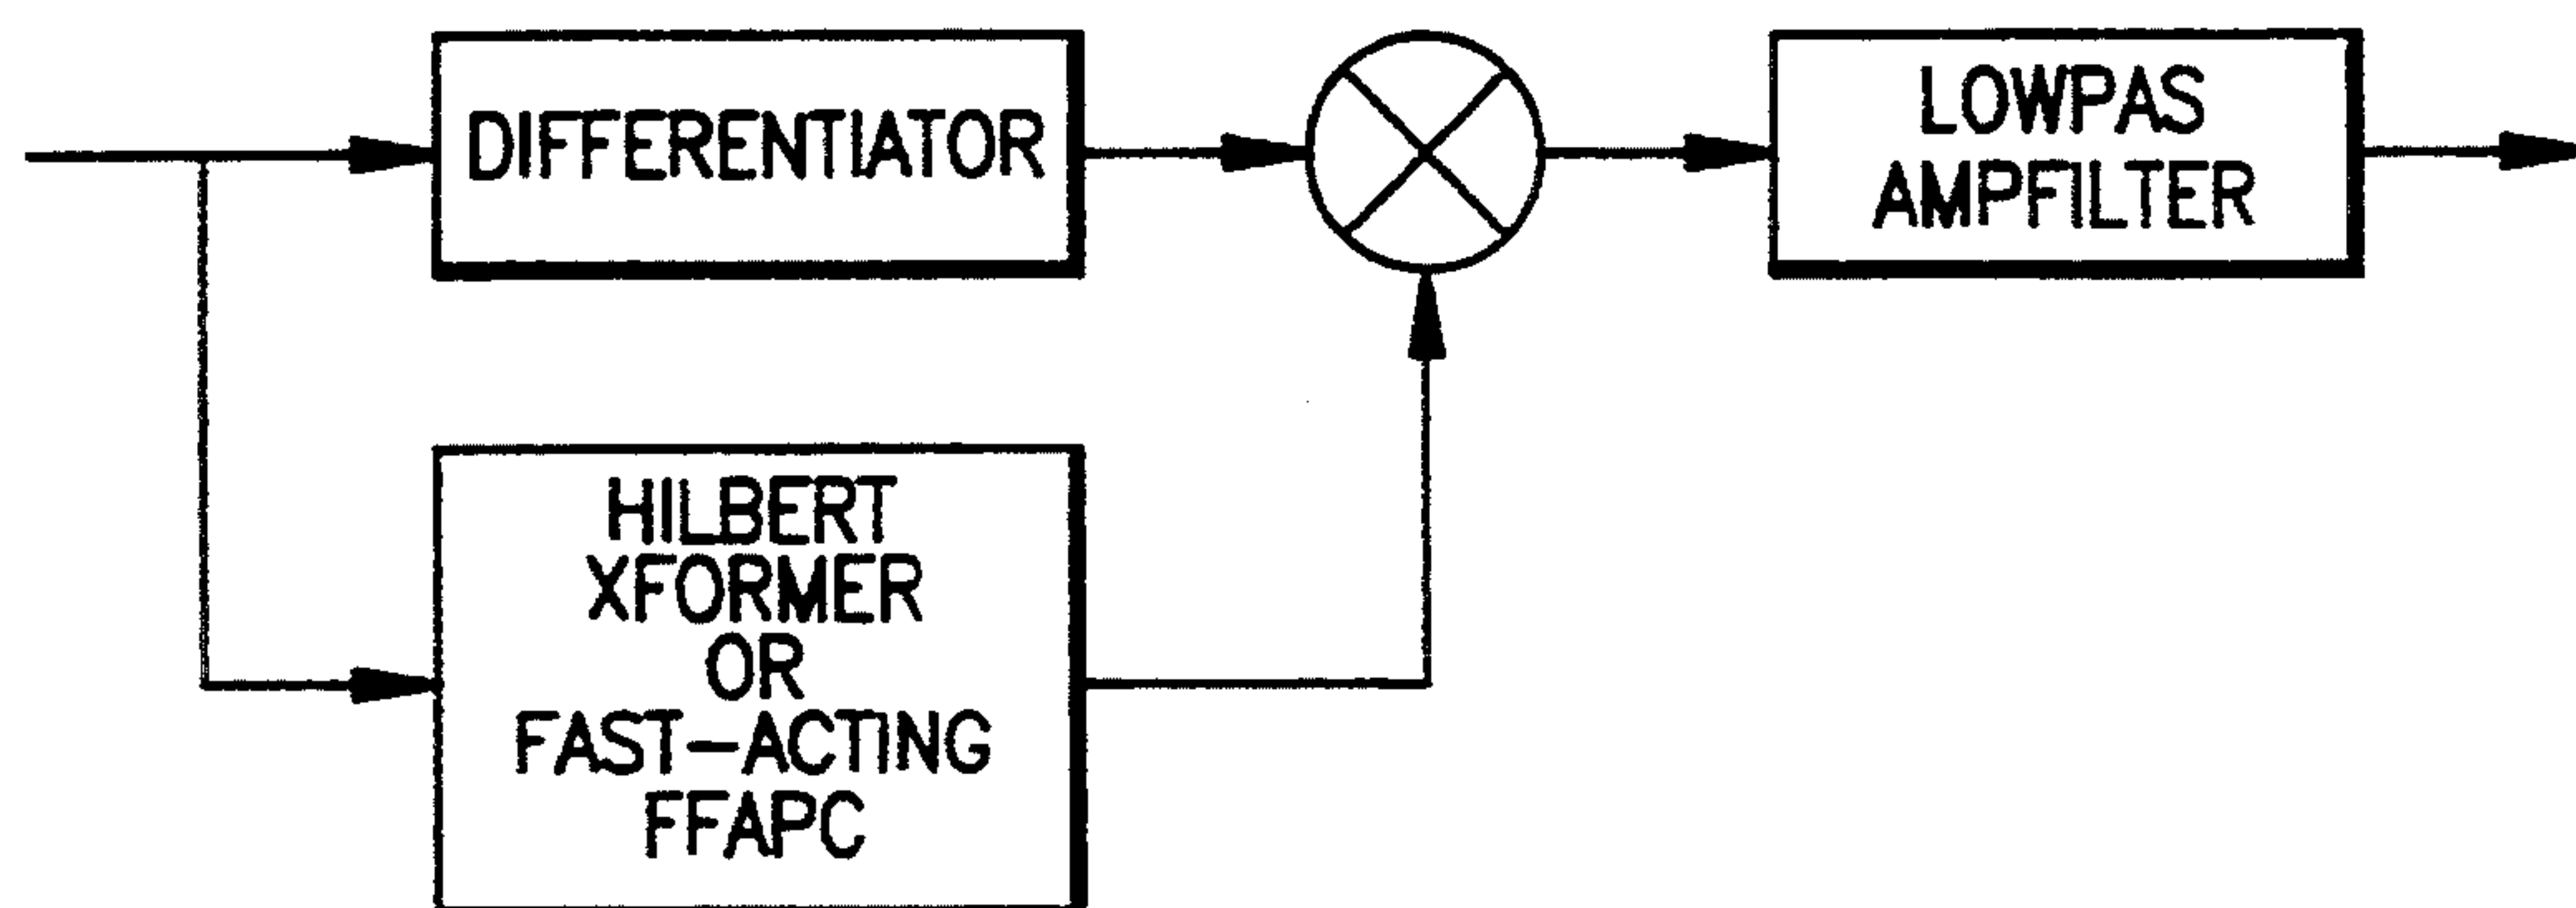 DIFFERENTIATOR
LOWPAS
AMPFILTER
HILBERT
XFORMER
OR
FAST-ACTING
FFAPC